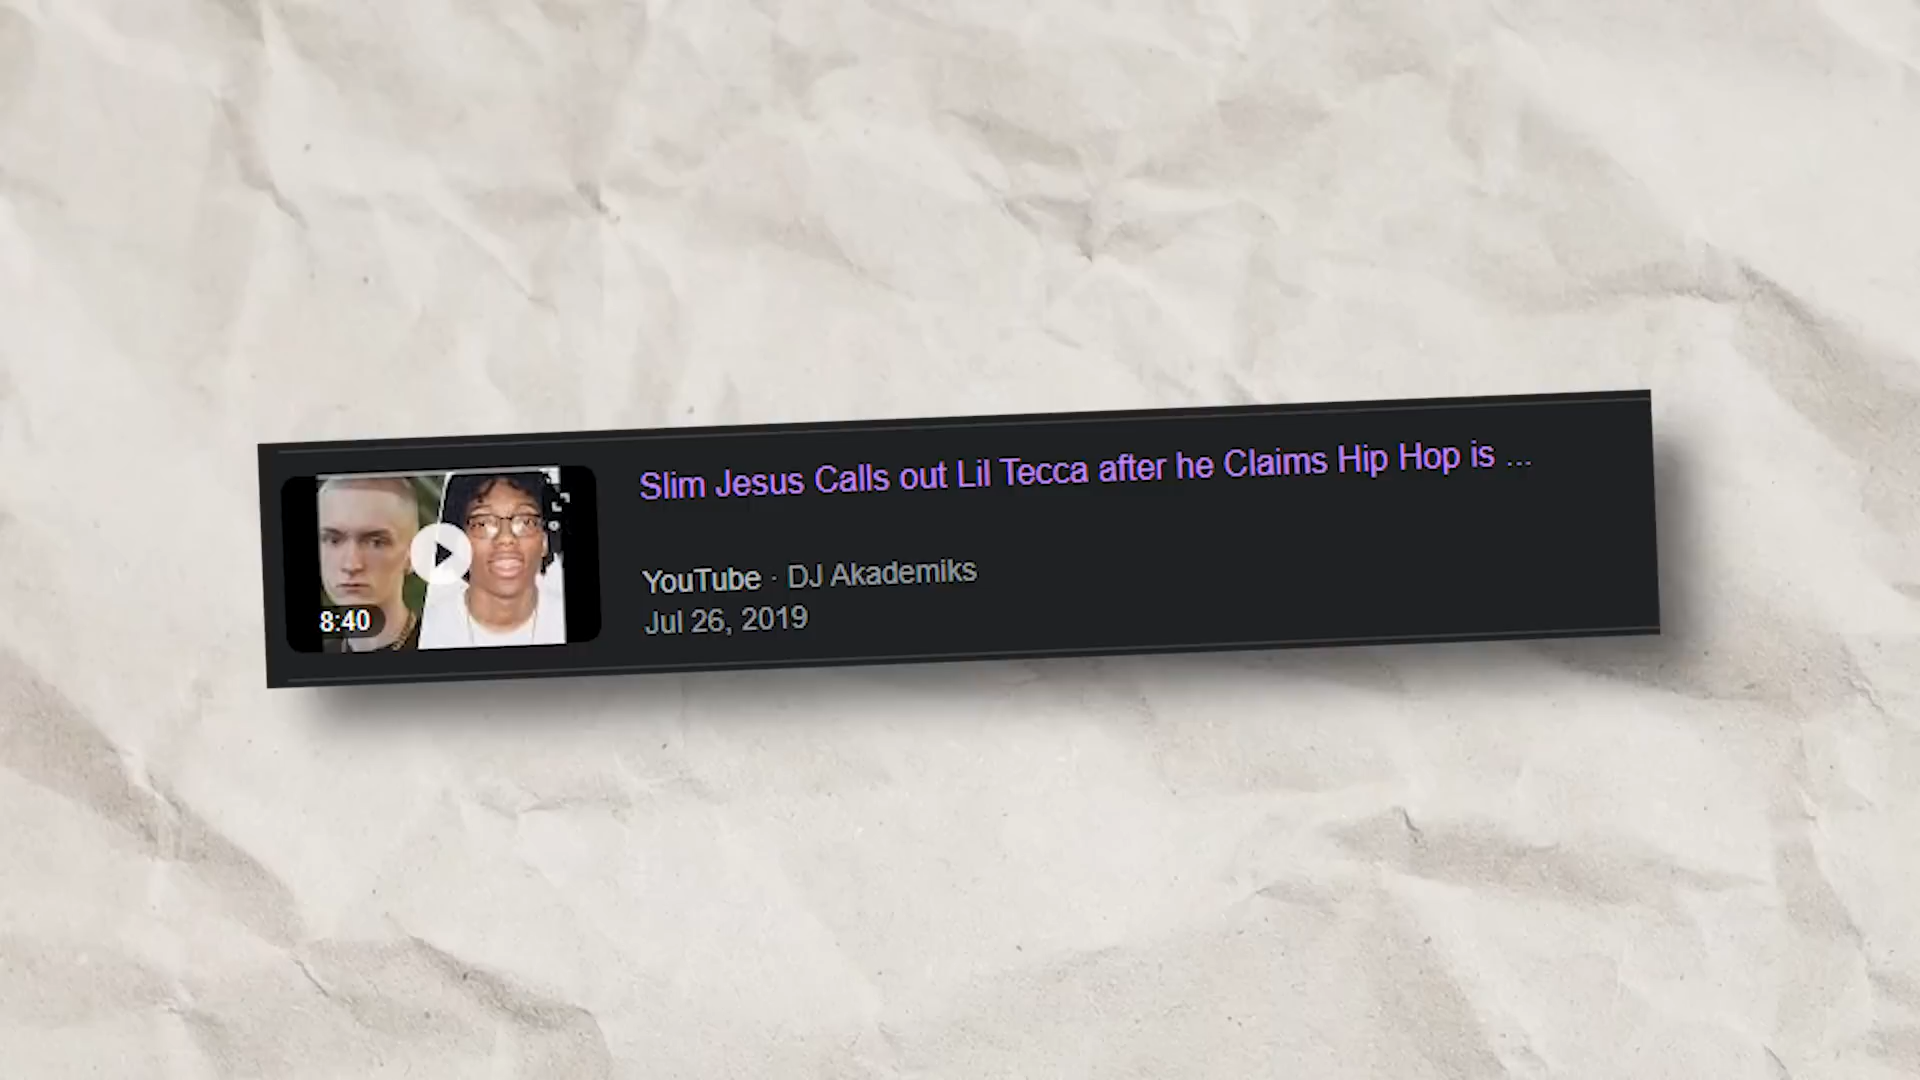 Slim Jesus Calls out Lil Tecca after he Claims Hip Hop is ...
YouTube · DJ Akademiks
Jul 26, 2019
8:40